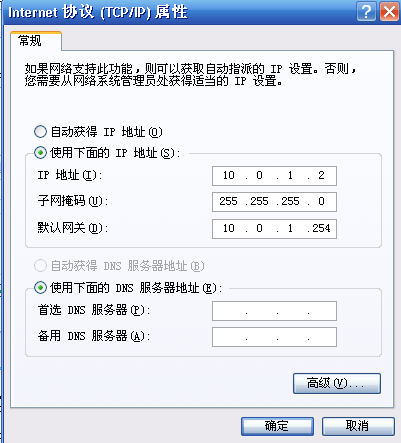 Internet 协议 (TCP/IP) 属性
常规
如果网络支持此功能，则可以获取自动指派的 IP 设置。否则，
您需要从网络系统管理员处获得适当的 IP 设置。
自动获得 IP 地址(O)
使用下面的 IP 地址(S):
IP 地址(I): 10 . 0 . 1 . 2
子网掩码(U): 255 .255 .255 . 0
默认网关(D): 10 . 0 . 1 .254
自动获得 DNS 服务器地址(B)
使用下面的 DNS 服务器地址(E):
首选 DNS 服务器(P): . . .
备用 DNS 服务器(A): . . .
高级(V)...
确定 取消